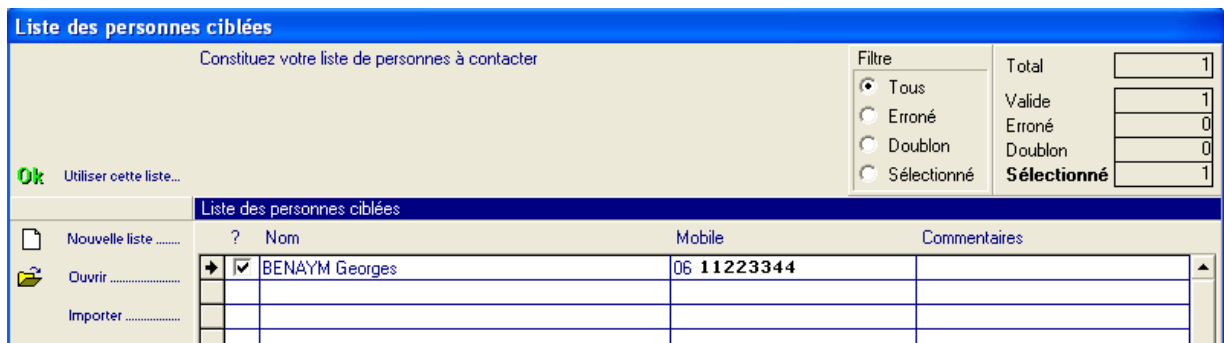 Liste des personnes ciblées
Constituez votre liste de personnes à contacter
Filtre
Tous
Erroné
Doublon
Sélectionné
Total 1
Valide 1
Erroné 0
Doublon 0
Sélectionné 1
Ok Utiliser cette liste...
Liste des personnes ciblées
Nouvelle liste ........
? Nom Mobile Commentaires
Ouvrir ......................
BENAYM Georges 06 11223344
Importer .................